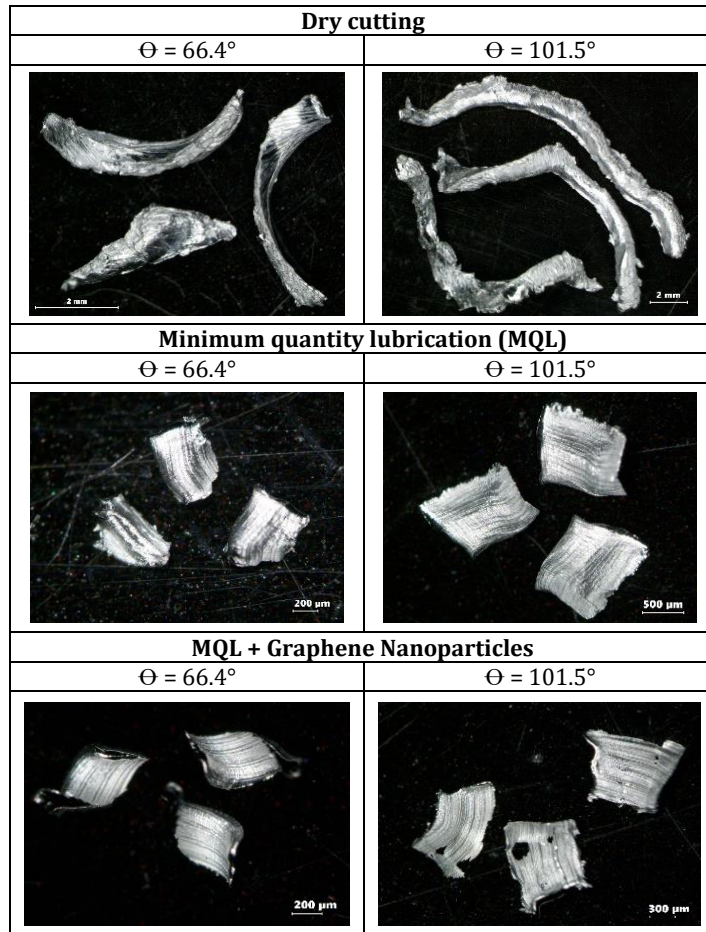 Dry cutting
Ө = 66.4°
Ө = 101.5°
2 mm
2 mm
Minimum quantity lubrication (MQL)
Ө = 66.4°
Ө = 101.5°
200 µm
500 µm
MQL + Graphene Nanoparticles
Ө = 66.4°
Ө = 101.5°
200 µm
300 µm